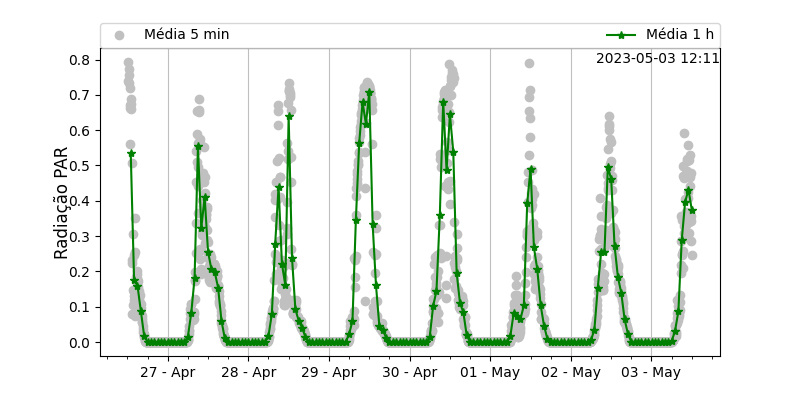 Média 5 min
Média 1 h
2023-05-03 12:11
Radiação PAR
0.8
0.7
0.6
0.5
0.4
0.3
0.2
0.1
0.0
27 - Apr
28 - Apr
29 - Apr
30 - Apr
01 - May
02 - May
03 - May